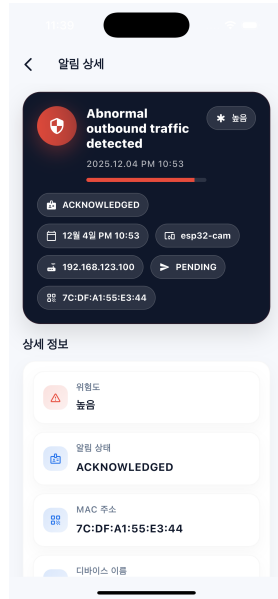 알림 상세
Abnormal
outbound traffic
detected
높음
2025.12.04 PM 10:53
ACKNOWLEDGED
12월 4일 PM 10:53
esp32-cam
192.168.123.100
PENDING
7C:DF:A1:55:E3:44
상세 정보
위험도
높음
알림 상태
ACKNOWLEDGED
MAC 주소
7C:DF:A1:55:E3:44
디바이스 이름